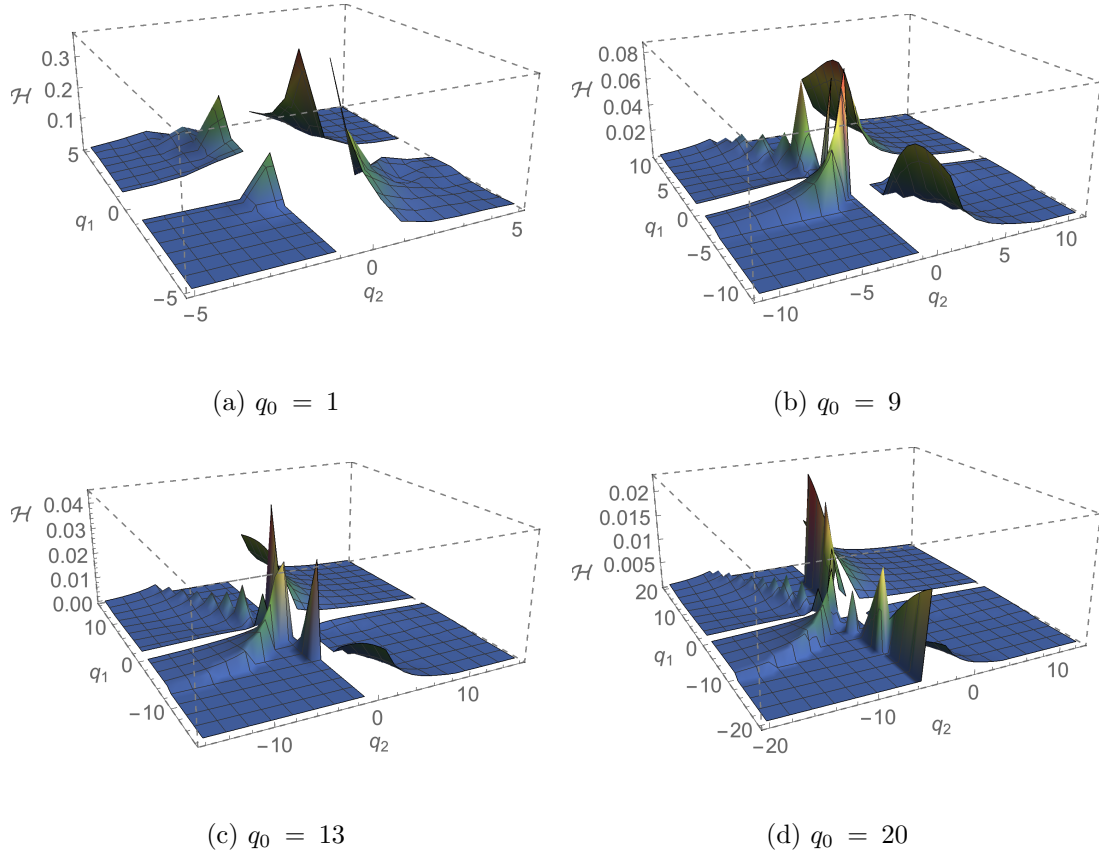 0.3
0.2
ℋ
0.1
5
q₁ 0
−5
−5
0
5
q₂
0.08
0.06
ℋ
0.04
0.02
10
5
q₁ 0
−5
−10
−10
−5
0
5
10
q₂
(a) q₀ = 1
(b) q₀ = 9
0.04
ℋ
0.03
0.02
0.01
0.00
10
q₁ 0
−10
−10
0
10
q₂
0.02
0.015
0.01
0.005
ℋ
20
10
q₁ 0
−10
−20
−20
−10
0
10
q₂
(c) q₀ = 13
(d) q₀ = 20